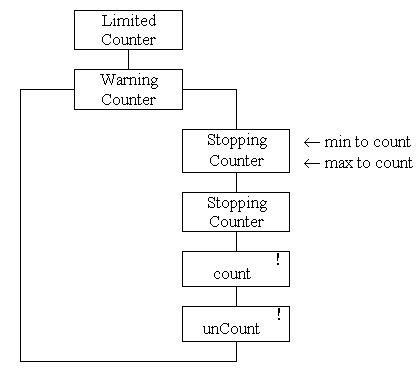 Limited
Counter
Warning
Counter
Stopping
Counter
← min to count
← max to count
Stopping
Counter
!
count
!
unCount